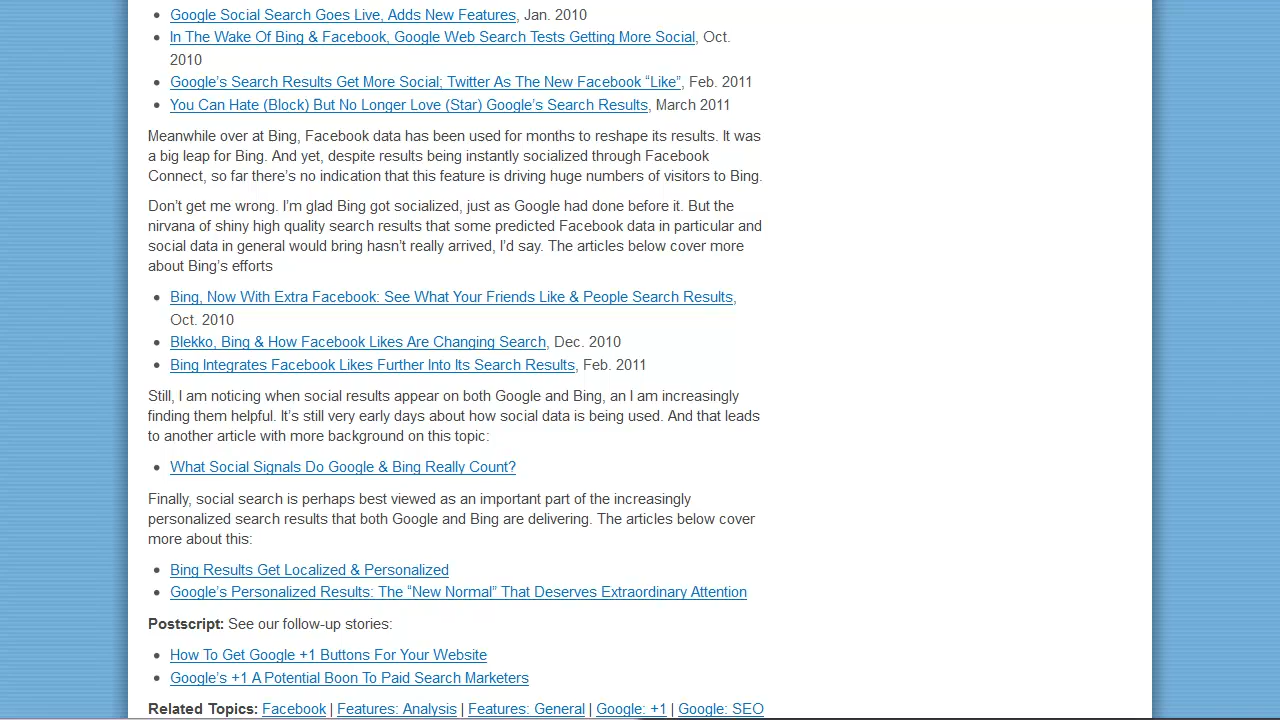 Google Social Search Goes Live, Adds New Features, Jan. 2010
In The Wake Of Bing & Facebook, Google Web Search Tests Getting More Social, Oct.
2010
Google’s Search Results Get More Social; Twitter As The New Facebook “Like”, Feb. 2011
You Can Hate (Block) But No Longer Love (Star) Google’s Search Results, March 2011
Meanwhile over at Bing, Facebook data has been used for months to reshape its results. It was
a big leap for Bing. And yet, despite results being instantly socialized through Facebook
Connect, so far there’s no indication that this feature is driving huge numbers of visitors to Bing.
Don’t get me wrong. I’m glad Bing got socialized, just as Google had done before it. But the
nirvana of shiny high quality search results that some predicted Facebook data in particular and
social data in general would bring hasn’t really arrived, I’d say. The articles below cover more
about Bing’s efforts
Bing, Now With Extra Facebook: See What Your Friends Like & People Search Results,
Oct. 2010
Blekko, Bing & How Facebook Likes Are Changing Search, Dec. 2010
Bing Integrates Facebook Likes Further Into Its Search Results, Feb. 2011
Still, I am noticing when social results appear on both Google and Bing, an I am increasingly
finding them helpful. It’s still very early days about how social data is being used. And that leads
to another article with more background on this topic:
What Social Signals Do Google & Bing Really Count?
Finally, social search is perhaps best viewed as an important part of the increasingly
personalized search results that both Google and Bing are delivering. The articles below cover
more about this:
Bing Results Get Localized & Personalized
Google’s Personalized Results: The “New Normal” That Deserves Extraordinary Attention
Postscript: See our follow-up stories:
How To Get Google +1 Buttons For Your Website
Google’s +1 A Potential Boon To Paid Search Marketers
Related Topics: Facebook | Features: Analysis | Features: General | Google: +1 | Google: SEO